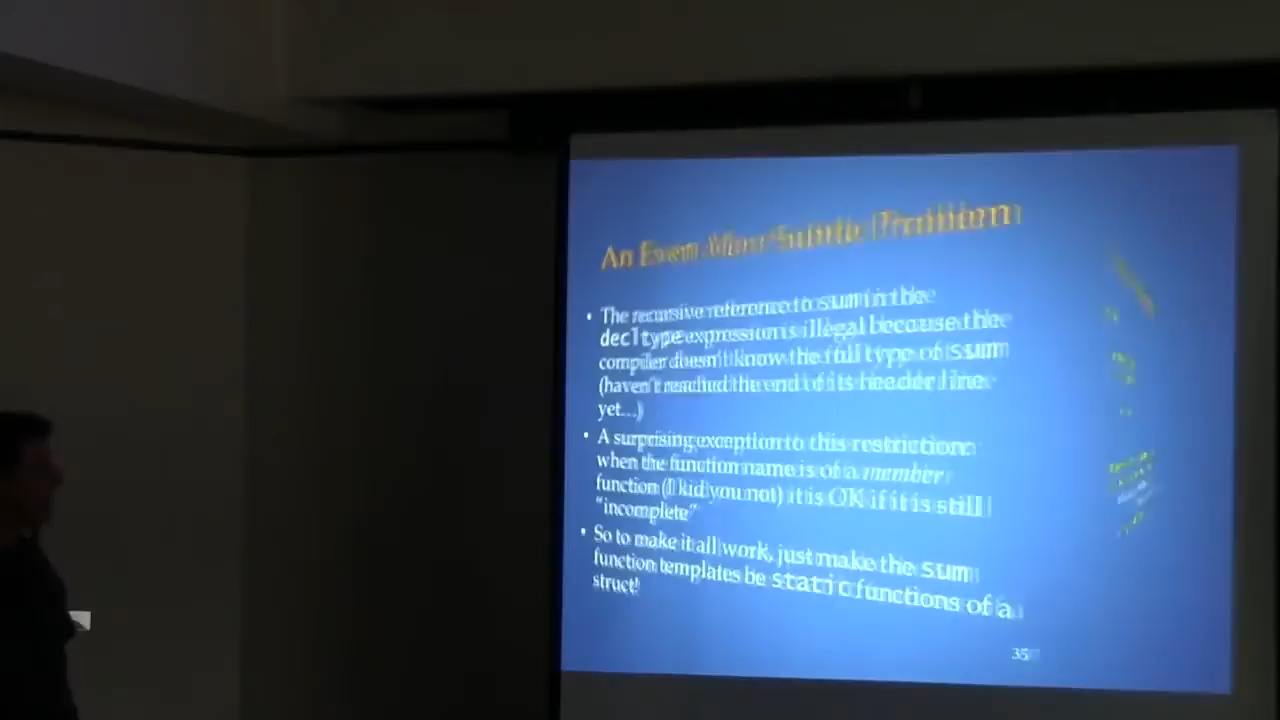 An Even More Subtle Problem
• The recursive reference to sum in the
decltype expression is illegal because the
compiler doesn't know the full type of sum
(haven't reached the end of its header line
yet...)
• A surprising exception to this restriction:
when the function name is of a member
function (I kid you not) it is OK if it is still
"incomplete"
• So to make it all work, just make the sum
function templates be static functions of a
struct!
35